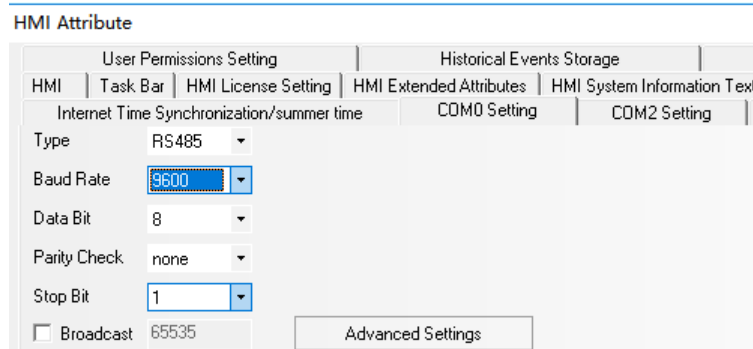 HMI Attribute
User Permissions Setting Historical Events Storage
HMI Task Bar HMI License Setting HMI Extended Attributes HMI System Information Text
Internet Time Synchronization/summer time COM0 Setting COM2 Setting
Type RS485
Baud Rate 9600
Data Bit 8
Parity Check none
Stop Bit 1
Broadcast 65535 Advanced Settings